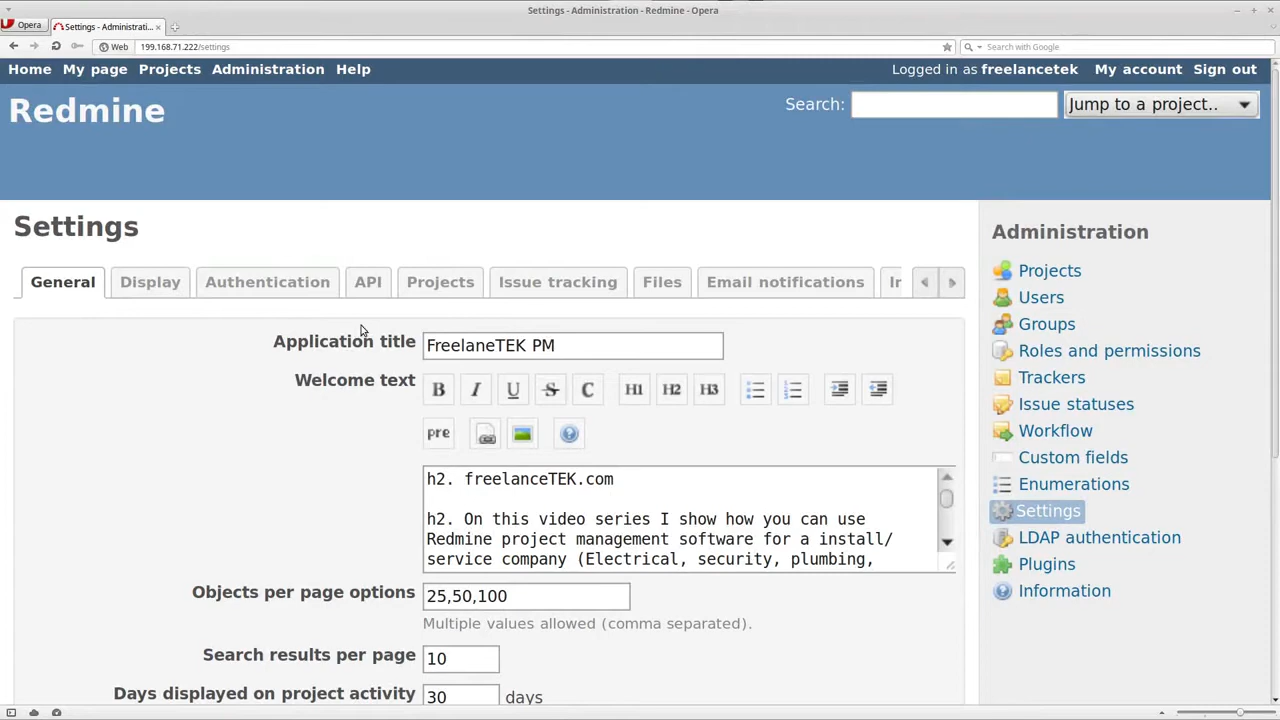 Settings - Administration - Redmine - Opera
Opera
Settings - Administrati...
Web
199.168.71.222/settings
Search with Google
Home My page Projects Administration Help
Logged in as freelancetek My account Sign out
Redmine
Search:
Jump to a project..
Settings
General Display Authentication API Projects Issue tracking Files Email notifications
Application title
FreelaneTEK PM
Welcome text
B I U S C H1 H2 H3
pre
h2. freelanceTEK.com
h2. On this video series I show how you can use
Redmine project management software for a install/
service company (Electrical, security, plumbing,
Objects per page options
25,50,100
Multiple values allowed (comma separated).
Search results per page
10
Days displayed on project activity
30 days
Administration
Projects
Users
Groups
Roles and permissions
Trackers
Issue statuses
Workflow
Custom fields
Enumerations
Settings
LDAP authentication
Plugins
Information